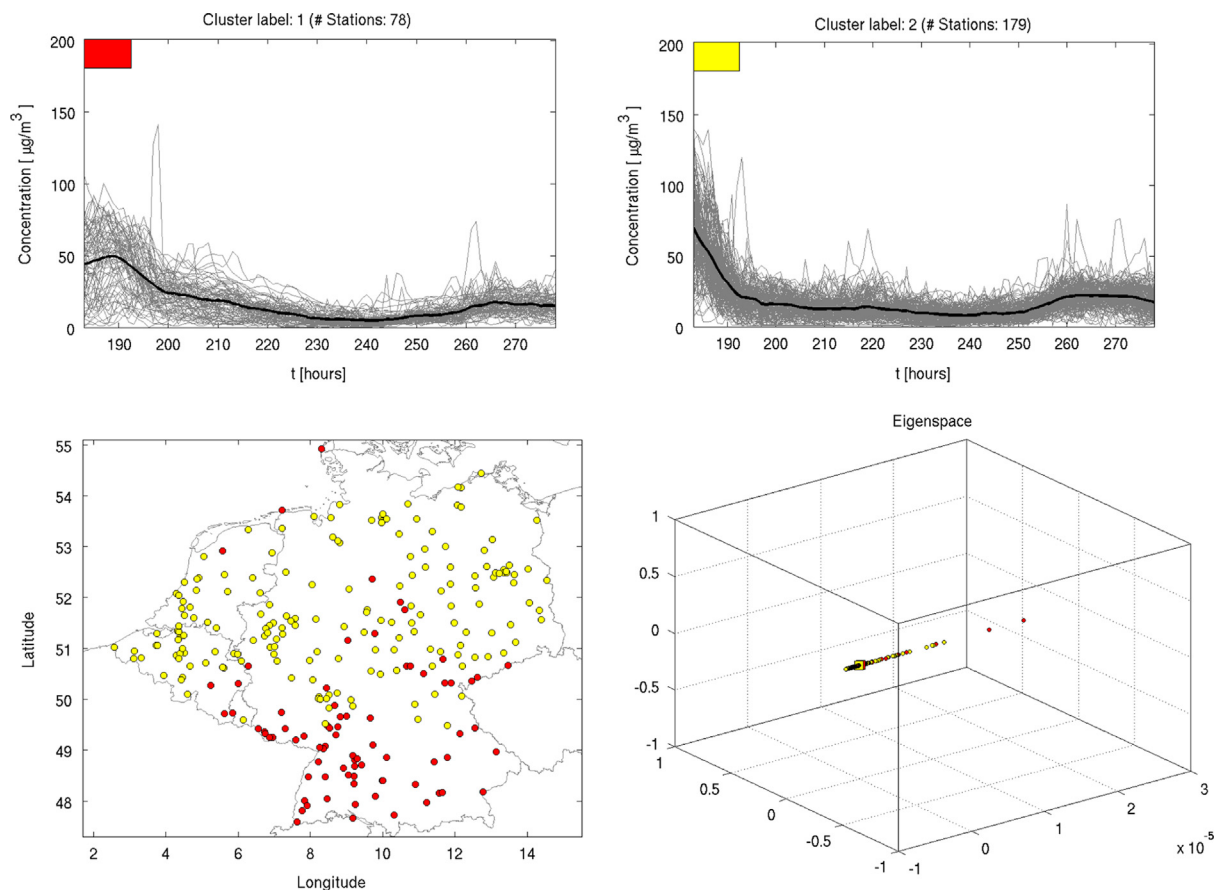 Cluster label: 1 (# Stations: 78)
200
150
100
50
0
Concentration [ µg/m³ ]
190 200 210 220 230 240 250 260 270
t [hours]
Cluster label: 2 (# Stations: 179)
200
150
100
50
0
Concentration [ µg/m³ ]
190 200 210 220 230 240 250 260 270
t [hours]
55
54
53
52
51
50
49
48
Latitude
2 4 6 8 10 12 14
Longitude
Eigenspace
1
0.5
0
-0.5
-1
1
0.5
0
-0.5
-1
-1
0
1
2
3
x 10⁻⁵